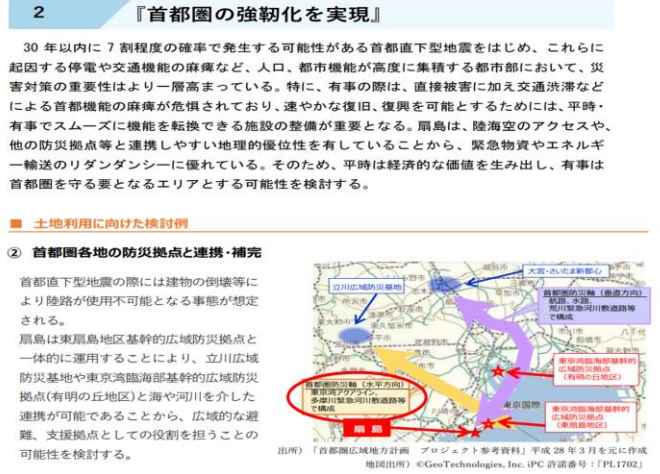 2 『首都圏の強靭化を実現』
30 年以内に 7 割程度の確率で発生する可能性がある首都直下型地震をはじめ、これらに
起因する停電や交通機能の麻痺など、人口、都市機能が高度に集積する都市部において、災
害対策の重要性はより一層高まっている。特に、有事の際は、直接被害に加え交通渋滞など
による首都機能の麻痺が危惧されており、速やかな復旧、復興を可能とするためには、平時・
有事でスムーズに機能を転換できる施設の整備が重要となる。扇島は、陸海空のアクセスや、
他の防災拠点等と連携しやすい地理的優位性を有していることから、緊急物資やエネルギ
ー輸送のリダンダンシーに優れている。そのため、平時は経済的な価値を生み出し、有事は
首都圏を守る要となるエリアとする可能性を検討する。
■ 土地利用に向けた検討例
② 首都圏各地の防災拠点と連携・補完
首都直下型地震の際には建物の倒壊等に
より陸路が使用不可能となる事態が想定
される。
扇島は東扇島地区基幹的広域防災拠点と
一体的に運用することにより、立川広域
防災基地や東京湾臨海部基幹的広域防災
拠点(有明の丘地区)と海や河川を介した
連携が可能であることから、広域的な避
難、支援拠点としての役割を担うことの
可能性を検討する。
大宮・さいたま新都心
立川広域防災基地
首都圏防災軸（垂直方向）
航路、水路、
荒川緊急河川敷道路等
で構成
東京湾臨海部基幹的
広域防災拠点
(有明の丘地区)
首都圏防災軸（水平方向）
東京湾アクアライン、
多摩川緊急河川敷道路等
で構成
東京国際
東京湾臨海部基幹的
広域防災拠点
(東扇島地区)
扇 島
出所）「首都圏広域地方計画 プロジェクト参考資料」平成 28 年 3 月を元に作成
地図出所）©GeoTechnologies, Inc. iPC 許諾番号：「PL1702」